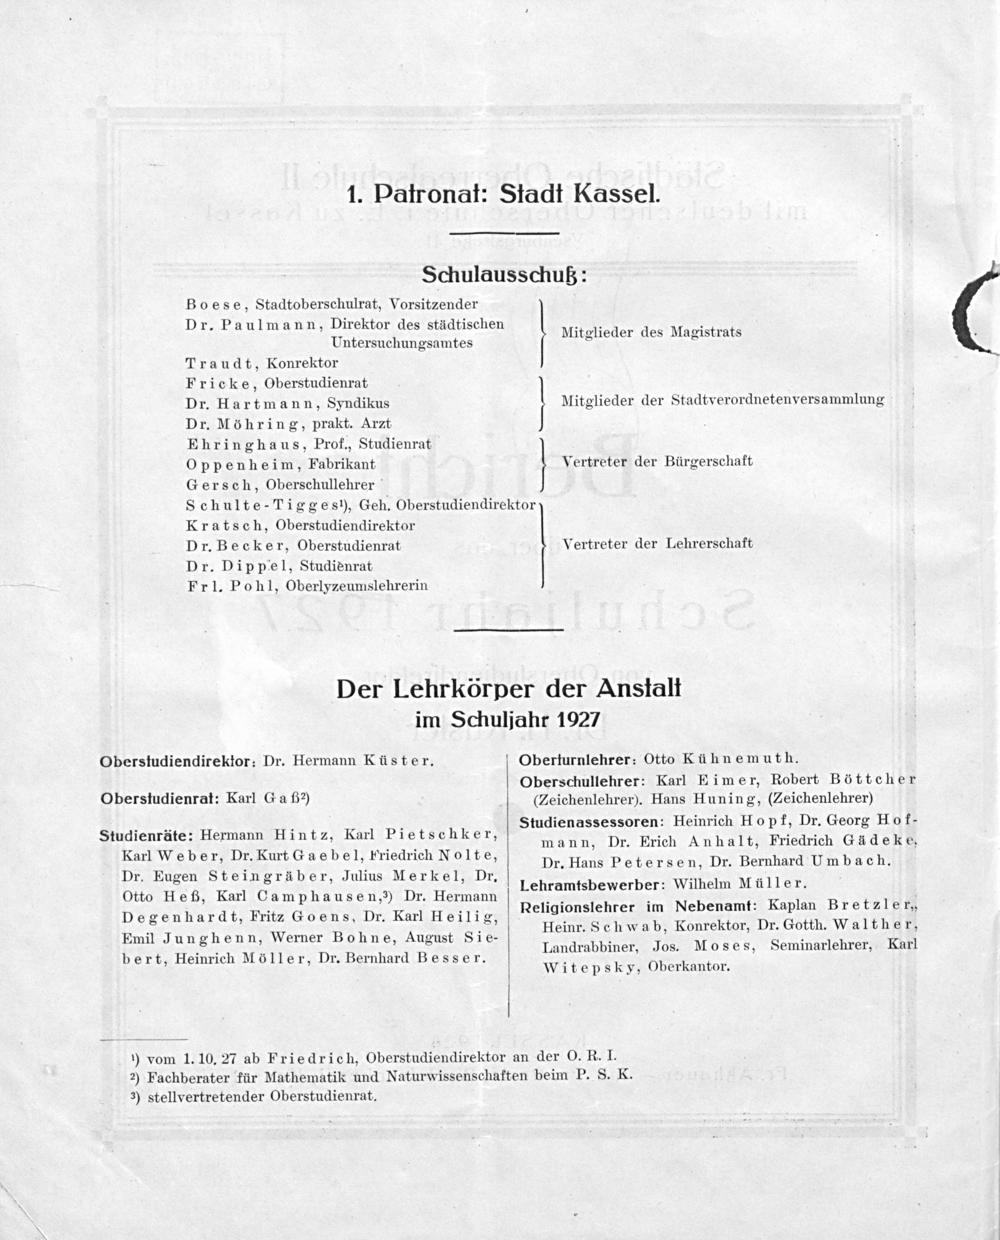 1. Patronat: Stadt Kassel.
Schulausschuß:
Boese, Stadtoberschulrat, Vorsitzender
Dr. Paulmann, Direktor des städtischen
Untersuchungsamtes
Traudt, Konrektor
Mitglieder des Magistrats
Fricke, Oberstudienrat
Dr. Hartmann, Syndikus
Dr. Möhring, prakt. Arzt
Mitglieder der Stadtverordnetenversammlung
Ehringhaus, Prof., Studienrat
Oppenheim, Fabrikant
Gersch, Oberschullehrer
Vertreter der Bürgerschaft
Schulte-Tigges¹), Geh. Oberstudiendirektor
Kratsch, Oberstudiendirektor
Dr. Becker, Oberstudienrat
Dr. Dippel, Studienrat
Frl. Pohl, Oberlyzeumslehrerin
Vertreter der Lehrerschaft
Der Lehrkörper der Anstalt
im Schuljahr 1927
Oberstudiendirektor: Dr. Hermann Küster.
Oberstudienrat: Karl Gaß²)
Studienräte: Hermann Hintz, Karl Pietschker,
Karl Weber, Dr. Kurt Gaebel, Friedrich Nolte,
Dr. Eugen Steingräber, Julius Merkel, Dr.
Otto Heß, Karl Camphausen,³) Dr. Hermann
Degenhardt, Fritz Goens, Dr. Karl Heilig,
Emil Junghenn, Werner Bohne, August Sie-
bert, Heinrich Möller, Dr. Bernhard Besser.
Oberturnlehrer: Otto Kühnemuth.
Oberschullehrer: Karl Eimer, Robert Böttcher
(Zeichenlehrer). Hans Huning, (Zeichenlehrer)
Studienassessoren: Heinrich Hopf, Dr. Georg Hof-
mann, Dr. Erich Anhalt, Friedrich Gädeke,
Dr. Hans Petersen, Dr. Bernhard Umbach.
Lehramtsbewerber: Wilhelm Müller.
Religionslehrer im Nebenamt: Kaplan Bretzler,,
Heinr. Schwab, Konrektor, Dr. Gotth. Walther,
Landrabbiner, Jos. Moses, Seminarlehrer, Karl
Witepsky, Oberkantor.
¹) vom 1. 10. 27 ab Friedrich, Oberstudiendirektor an der O. R. I.
²) Fachberater für Mathematik und Naturwissenschaften beim P. S. K.
³) stellvertretender Oberstudienrat.